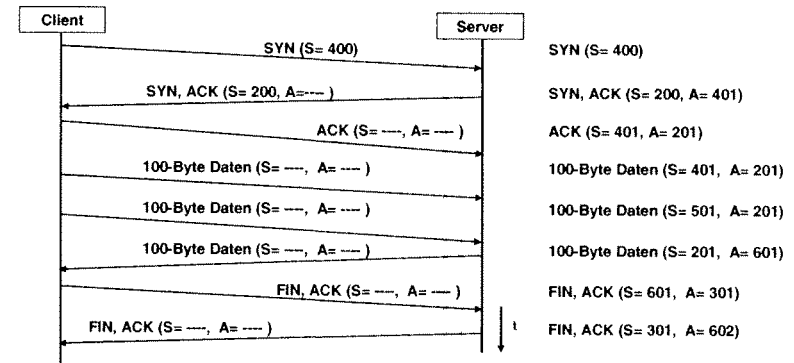 Client
Server
SYN (S= 400)
SYN (S= 400)
SYN, ACK (S= 200, A=---- )
SYN, ACK (S= 200, A= 401)
ACK (S= ----, A= ---- )
ACK (S= 401, A= 201)
100-Byte Daten (S= ----, A= ---- )
100-Byte Daten (S= 401, A= 201)
100-Byte Daten (S= ----, A= ---- )
100-Byte Daten (S= 501, A= 201)
100-Byte Daten (S= ----, A= ---- )
100-Byte Daten (S= 201, A= 601)
FIN, ACK (S= ----, A= ---- )
FIN, ACK (S= 601, A= 301)
t
FIN, ACK (S= ----, A= ---- )
FIN, ACK (S= 301, A= 602)